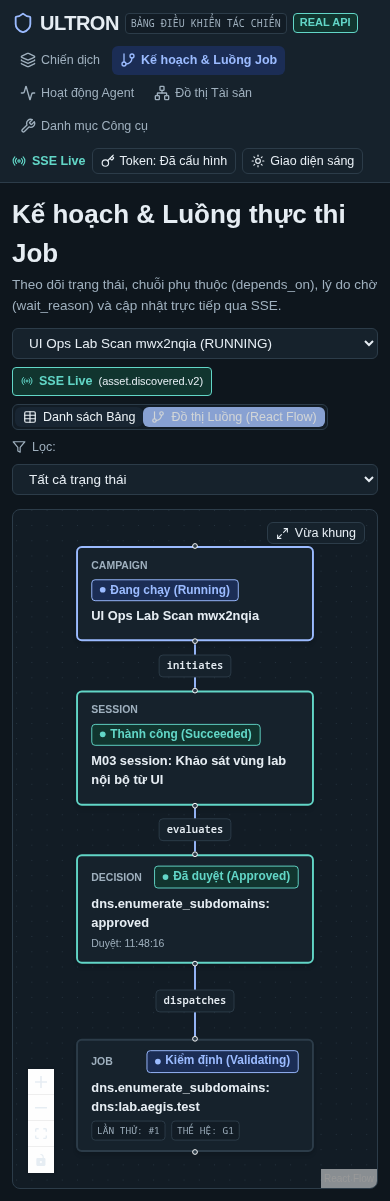 ULTRON BẢNG ĐIỀU KHIỂN TÁC CHIẾN REAL API
Chiến dịch Kế hoạch & Luồng Job
Hoạt động Agent Đồ thị Tài sản
Danh mục Công cụ
SSE Live Token: Đã cấu hình Giao diện sáng
Kế hoạch & Luồng thực thi
Job
Theo dõi trạng thái, chuỗi phụ thuộc (depends_on), lý do chờ
(wait_reason) và cập nhật trực tiếp qua SSE.
UI Ops Lab Scan mwx2nqia (RUNNING)
SSE Live (asset.discovered.v2)
Danh sách Bảng Đồ thị Luồng (React Flow)
Lọc:
Tất cả trạng thái
Vừa khung
CAMPAIGN
Đang chạy (Running)
UI Ops Lab Scan mwx2nqia
initiates
SESSION
Thành công (Succeeded)
M03 session: Khảo sát vùng lab
nội bộ từ UI
evaluates
DECISION Đã duyệt (Approved)
dns.enumerate_subdomains:
approved
Duyệt: 11:48:16
dispatches
JOB Kiểm định (Validating)
dns.enumerate_subdomains:
dns:lab.aegis.test
LẦN THỬ: #1 THẾ HỆ: G1
React Flow